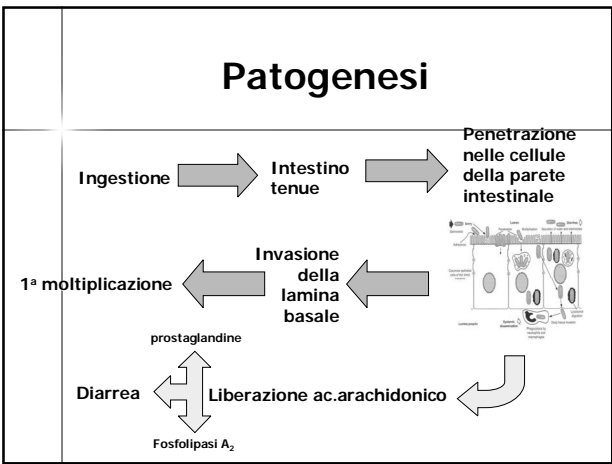 Patogenesi
Ingestione
Intestino
tenue
Penetrazione
nelle cellule
della parete
intestinale
Invasione
della
lamina
basale
1ª moltiplicazione
prostaglandine
Diarrea
Liberazione ac.arachidonico
Fosfolipasi A₂